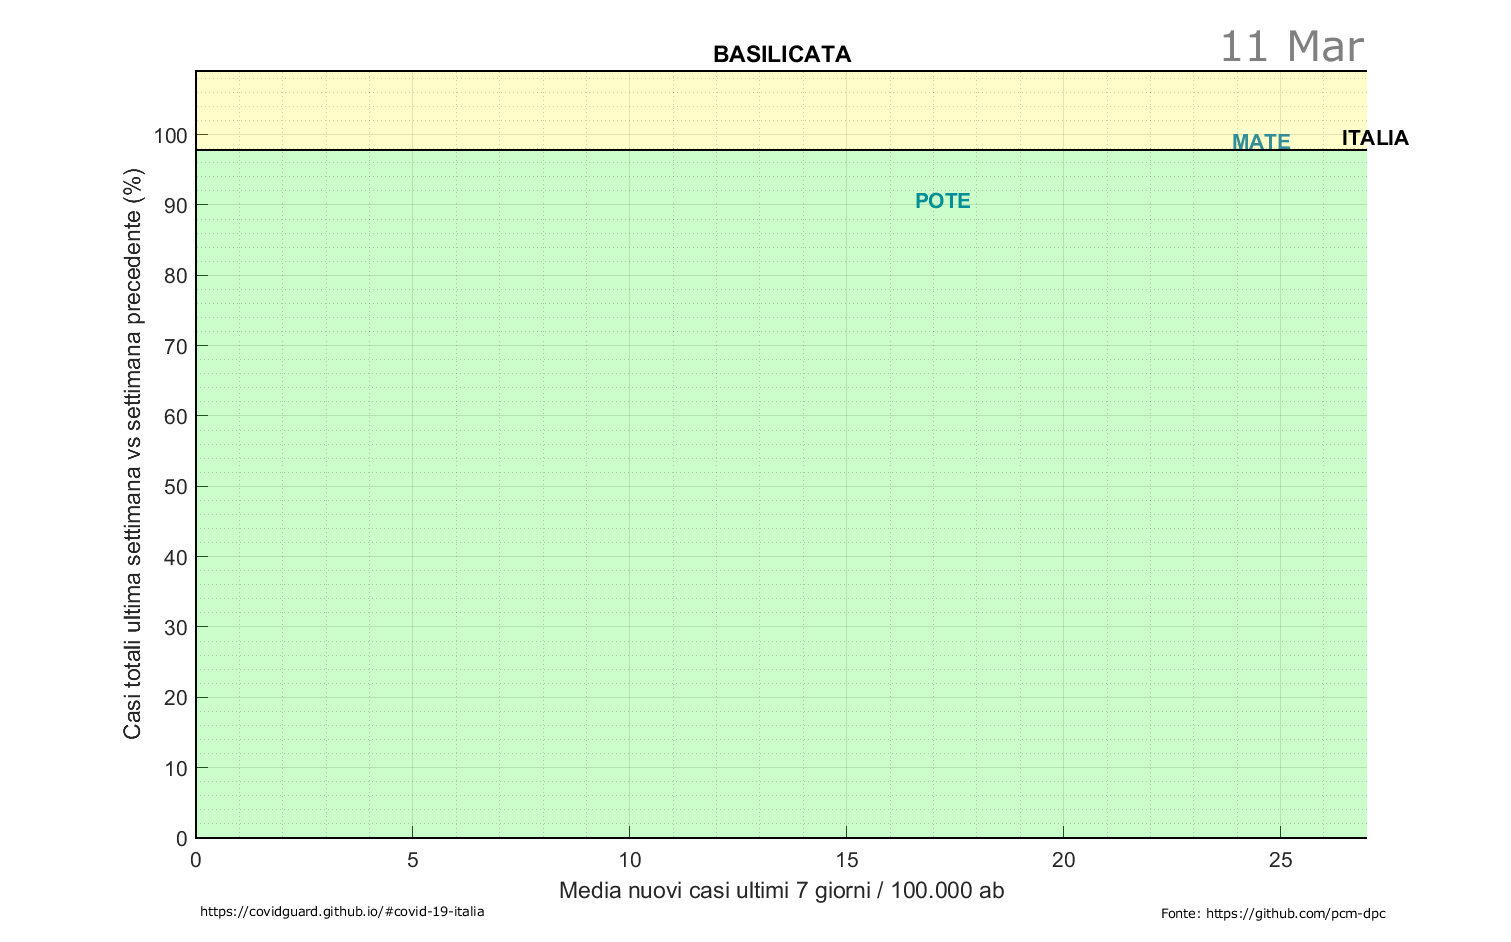 11 Mar
BASILICATA
100
90
80
70
60
50
40
30
20
10
0
Casi totali ultima settimana vs settimana precedente (%)
MATE
ITALIA
POTE
0 5 10 15 20 25
Media nuovi casi ultimi 7 giorni / 100.000 ab
https://covidguard.github.io/#covid-19-italia
Fonte: https://github.com/pcm-dpc